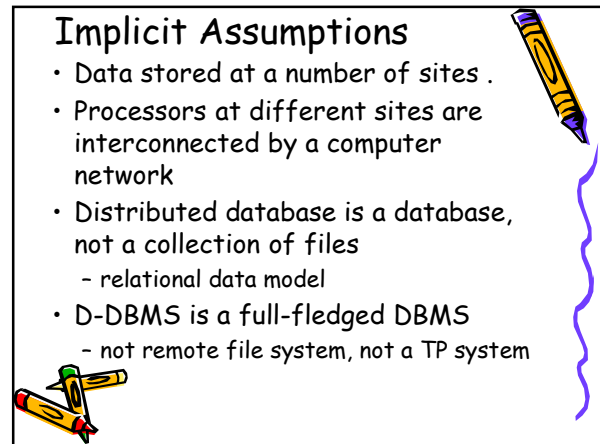 Implicit Assumptions
• Data stored at a number of sites .
• Processors at different sites are
interconnected by a computer
network
• Distributed database is a database,
not a collection of files
– relational data model
• D-DBMS is a full-fledged DBMS
– not remote file system, not a TP system